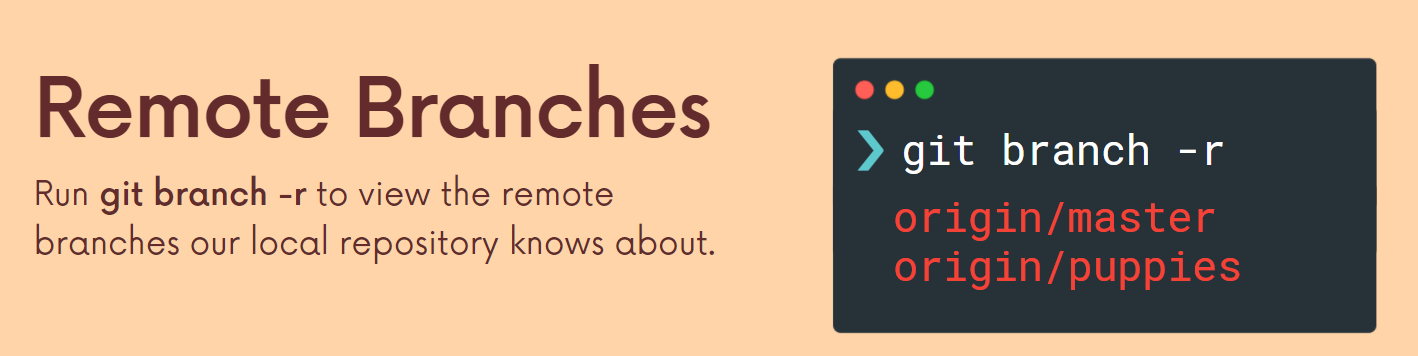 Remote Branches
Run git branch -r to view the remote
branches our local repository knows about.
❯ git branch -r
origin/master
origin/puppies